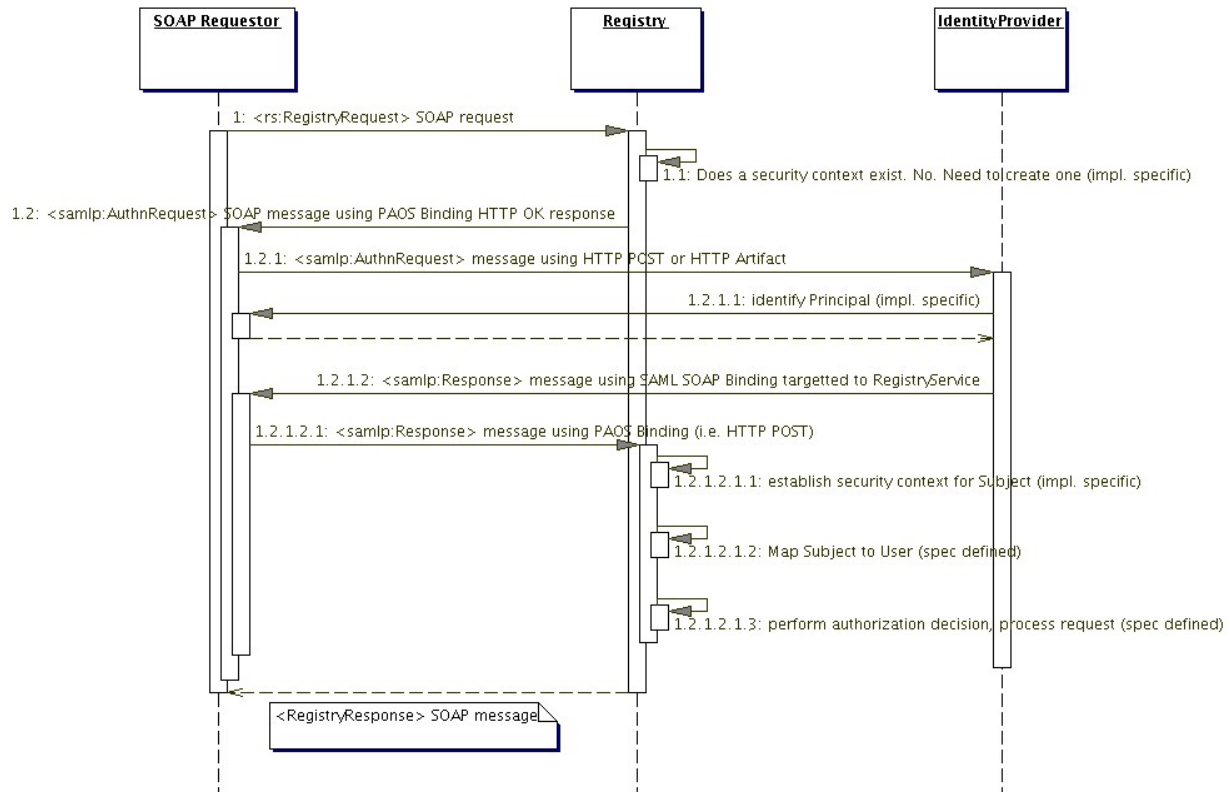 SOAP Requestor
Registry
IdentityProvider
1: <rs:RegistryRequest> SOAP request
1.1: Does a security context exist. No. Need to create one (impl. specific)
1.2: <samlp:AuthnRequest> SOAP message using PAOS Binding HTTP OK response
1.2.1: <samlp:AuthnRequest> message using HTTP POST or HTTP Artifact
1.2.1.1: identify Principal (impl. specific)
1.2.1.2: <samlp:Response> message using SAML SOAP Binding targetted to RegistryService
1.2.1.2.1: <samlp:Response> message using PAOS Binding (i.e. HTTP POST)
1.2.1.2.1.1: establish security context for Subject (impl. specific)
1.2.1.2.1.2: Map Subject to User (spec defined)
1.2.1.2.1.3: perform authorization decision, process request (spec defined)
<RegistryResponse> SOAP message